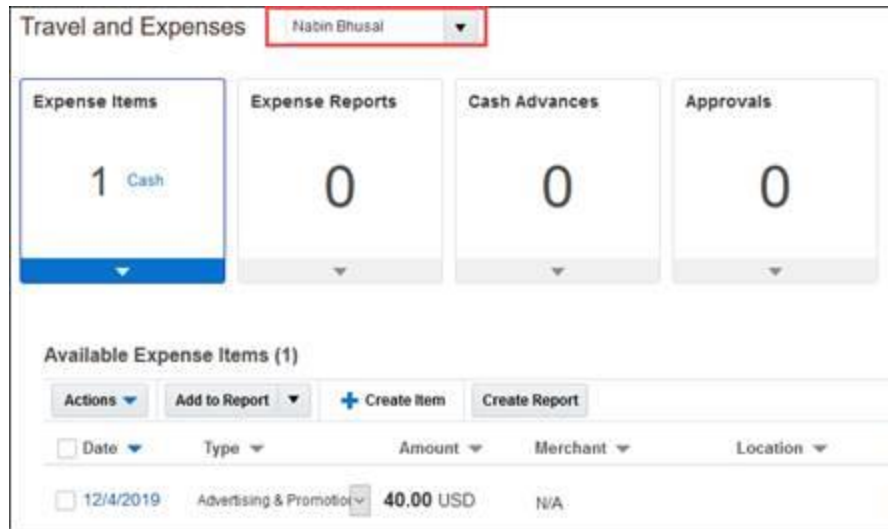 Travel and Expenses Nabin Bhusal
Expense Items Expense Reports Cash Advances Approvals
1 Cash 0 0 0
Available Expense Items (1)
Actions Add to Report Create Item Create Report
Date Type Amount Merchant Location
12/4/2019 Advertising & Promotion 40.00 USD N/A